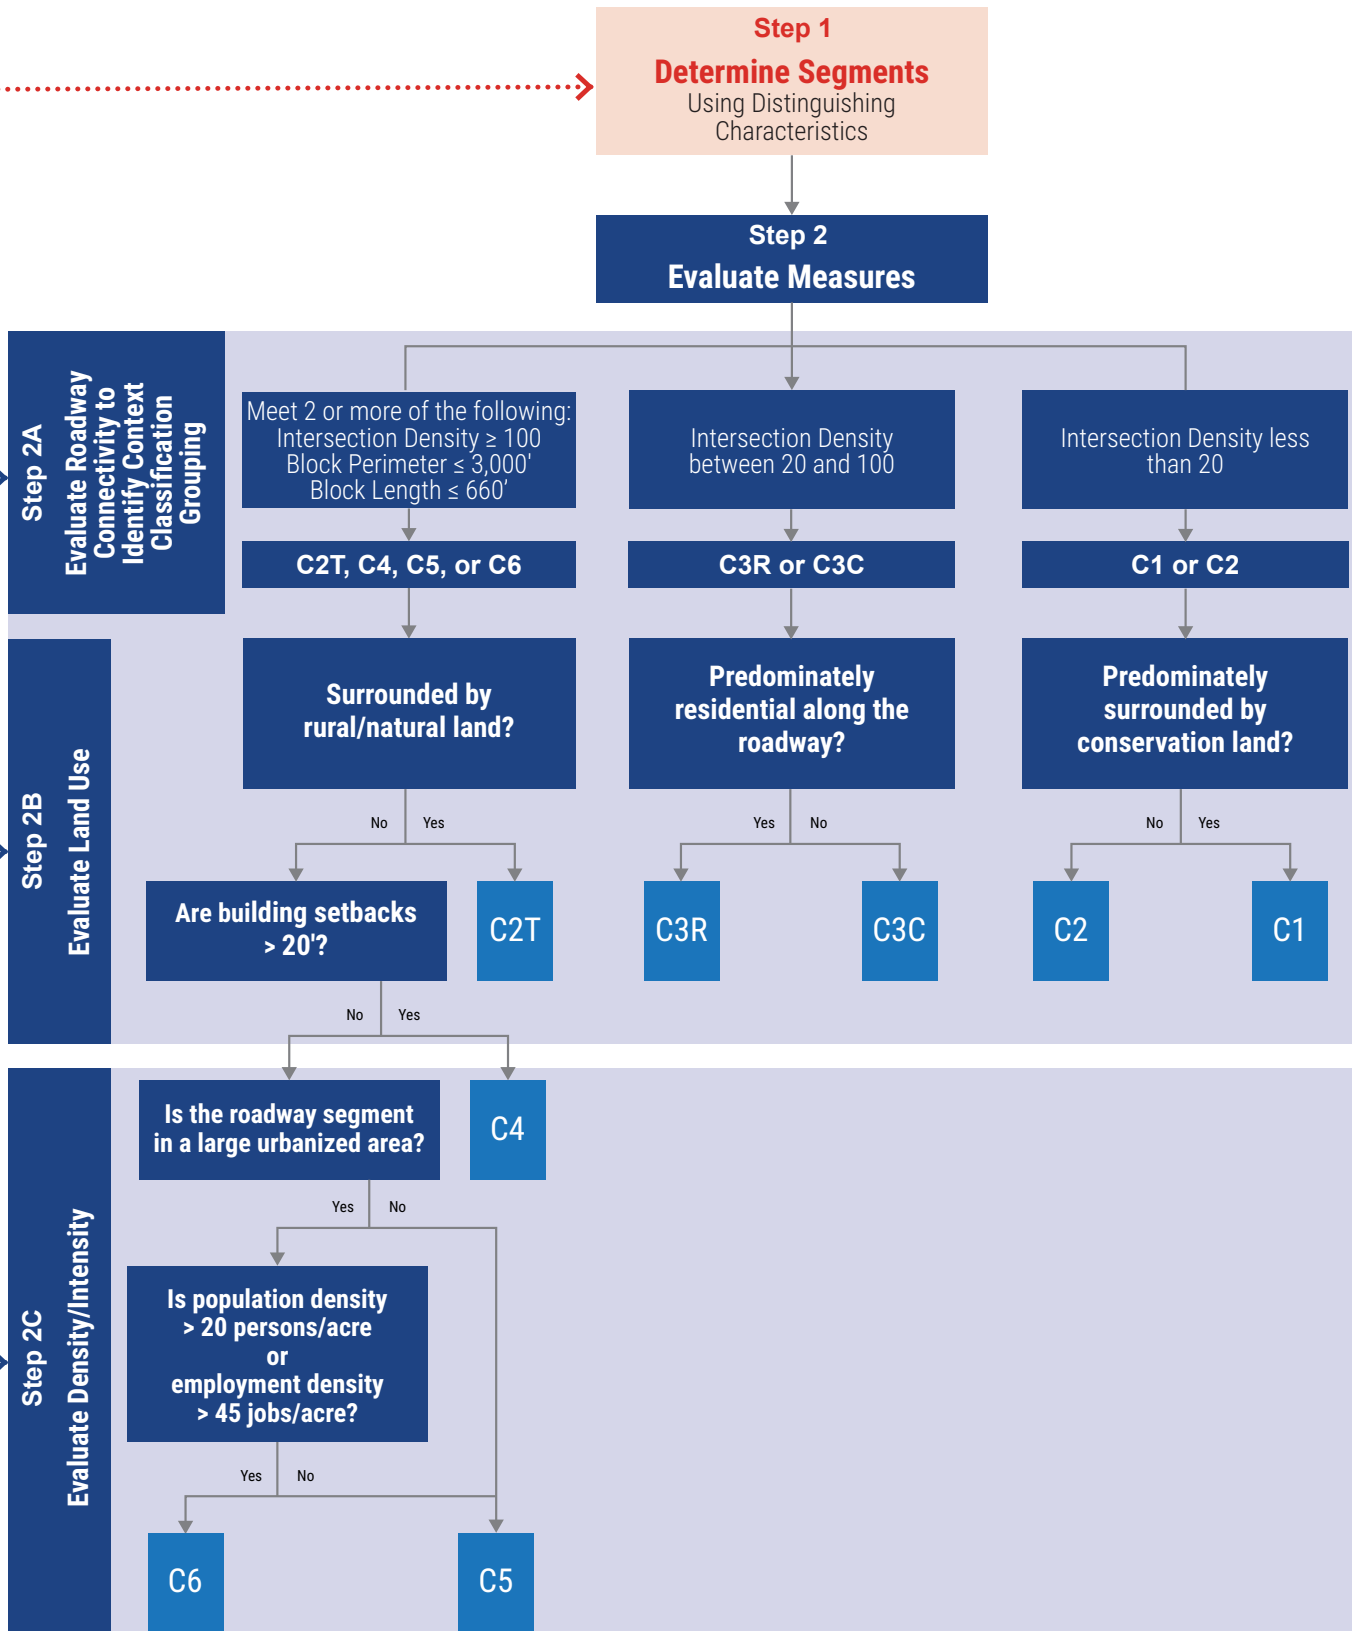 Step 1
Determine Segments
Using Distinguishing
Characteristics
Step 2
Evaluate Measures
Step 2A
Evaluate Roadway
Connectivity to
Identify Context
Classification
Grouping
Meet 2 or more of the following:
Intersection Density ≥ 100
Block Perimeter ≤ 3,000'
Block Length ≤ 660’
Intersection Density
between 20 and 100
Intersection Density less
than 20
C2T, C4, C5, or C6
C3R or C3C
C1 or C2
Step 2B
Evaluate Land Use
Surrounded by
rural/natural land?
Predominately
residential along the
roadway?
Predominately
surrounded by
conservation land?
No Yes
Yes No
No Yes
Are building setbacks
> 20'?
C2T
C3R
C3C
C2
C1
No Yes
Step 2C
Evaluate Density/Intensity
Is the roadway segment
in a large urbanized area?
C4
Yes No
Is population density
> 20 persons/acre
or
employment density
> 45 jobs/acre?
Yes No
C6
C5